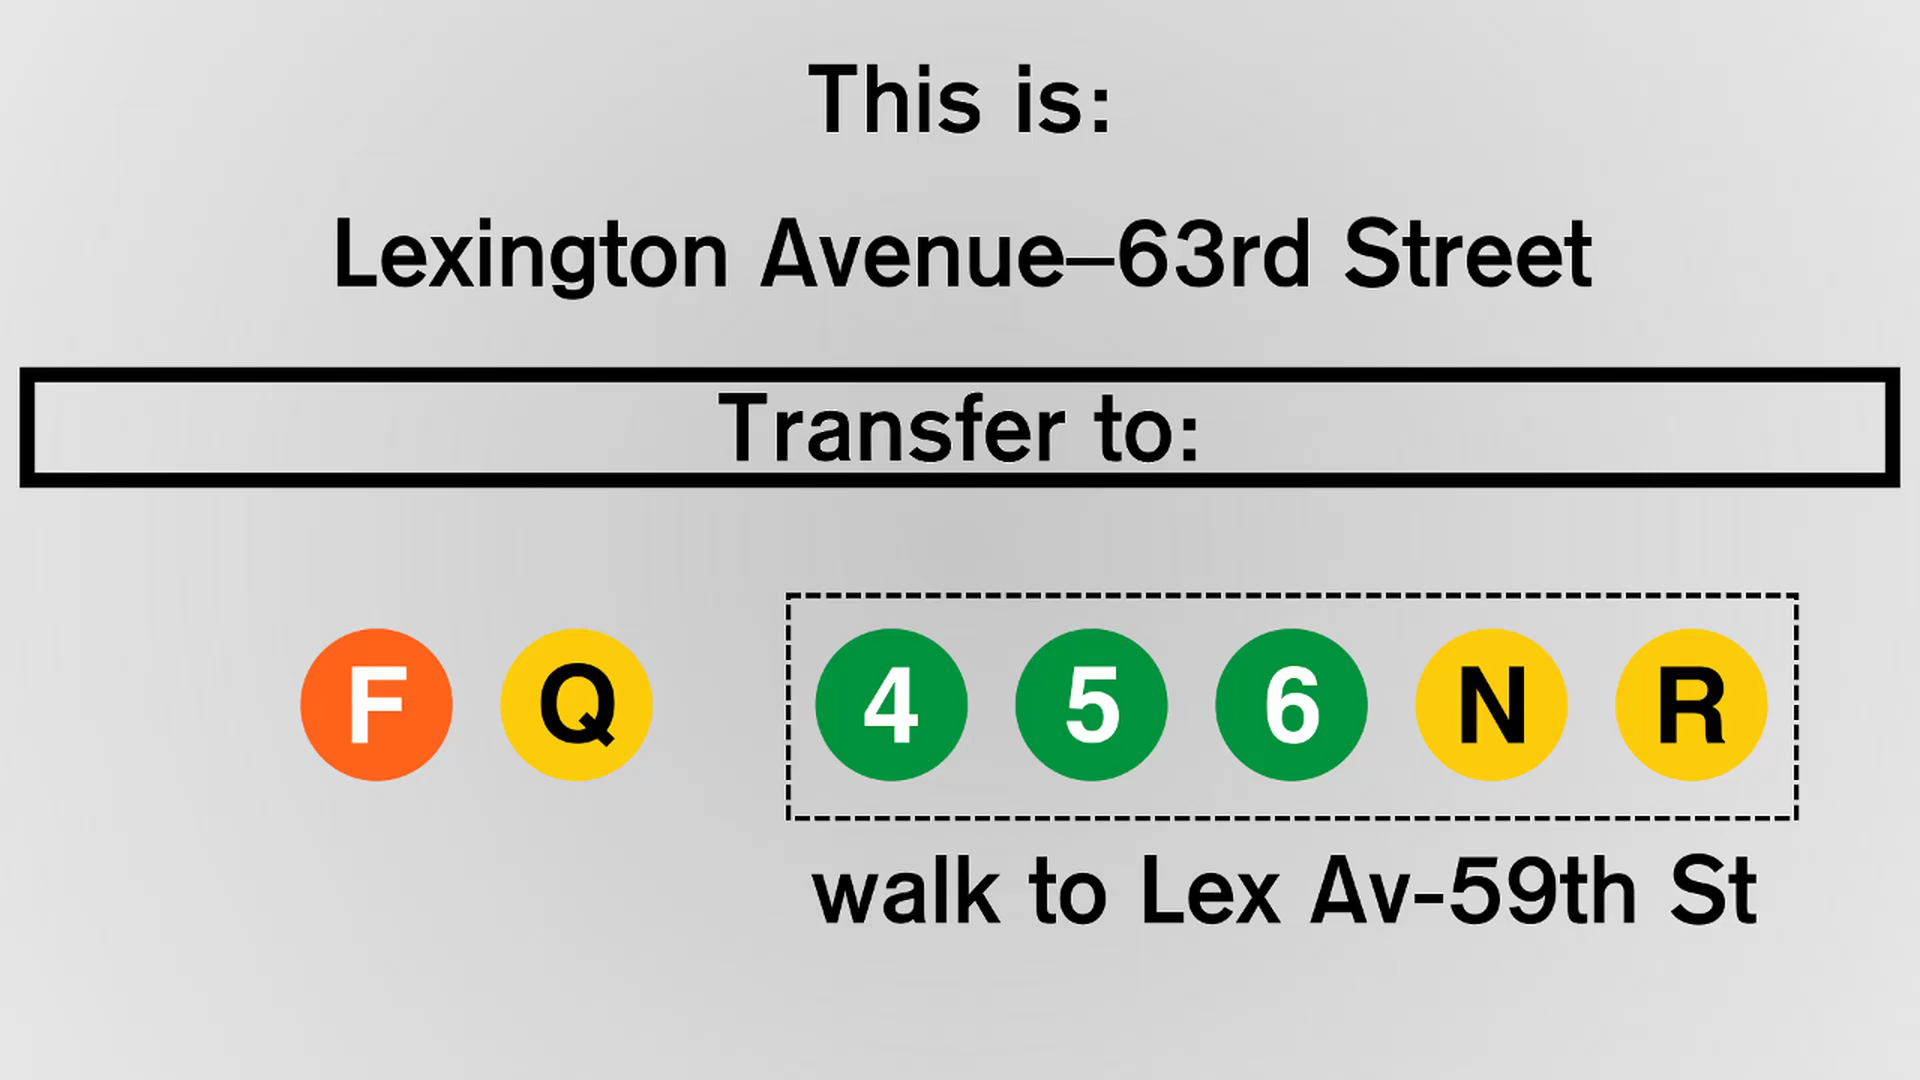 This is:
Lexington Avenue–63rd Street
Transfer to:
F Q 4 5 6 N R
walk to Lex Av-59th St